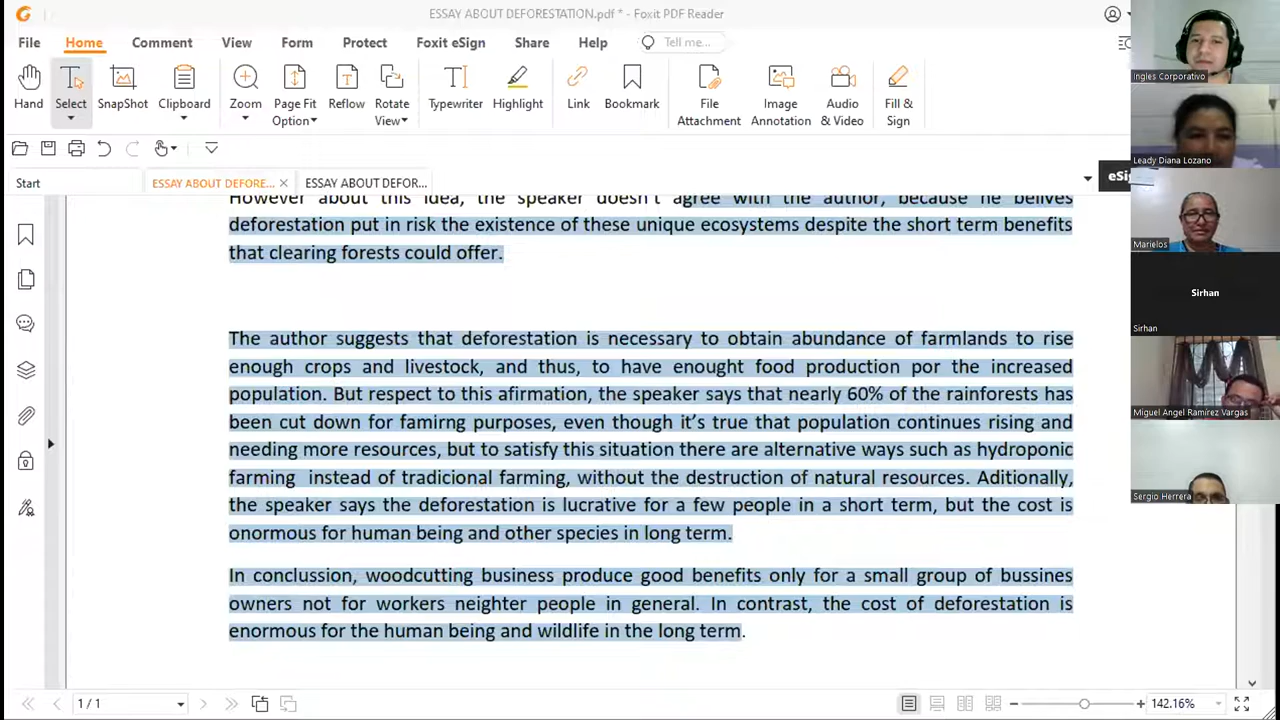 ESSAY ABOUT DEFORESTATION.pdf * - Foxit PDF Reader
File Home Comment View Form Protect Foxit eSign Share Help Tell me...
Hand Select SnapShot Clipboard Zoom Page Fit Option Reflow Rotate View Typewriter Highlight Link Bookmark File Attachment Image Annotation Audio & Video Fill & Sign
Start ESSAY ABOUT DEFORE... ESSAY ABOUT DEFOR... eSig
However about this idea, the speaker doesn't agree with the author, because he belives
deforestation put in risk the existence of these unique ecosystems despite the short term benefits
that clearing forests could offer.
The author suggests that deforestation is necessary to obtain abundance of farmlands to rise
enough crops and livestock, and thus, to have enought food production por the increased
population. But respect to this afirmation, the speaker says that nearly 60% of the rainforests has
been cut down for famirng purposes, even though it's true that population continues rising and
needing more resources, but to satisfy this situation there are alternative ways such as hydroponic
farming instead of tradicional farming, without the destruction of natural resources. Aditionally,
the speaker says the deforestation is lucrative for a few people in a short term, but the cost is
onormous for human being and other species in long term.
In conclussion, woodcutting business produce good benefits only for a small group of bussines
owners not for workers neighter people in general. In contrast, the cost of deforestation is
enormous for the human being and wildlife in the long term.
1 / 1
142.16%
Ingles Corporativo
Leady Diana Lozano
Marielos
Sirhan
Sirhan
Miguel Angel Ramírez Vargas
Sergio Herrera